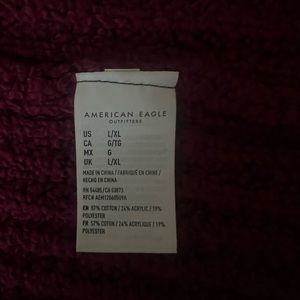 AMERICAN EAGLE
OUTFITTERS
US L/XL
CA G/TG
MX G
UK L/XL
MADE IN CHINA / FABRIQUÉ EN CHINE /
HECHO EN CHINA
RN 54485/CA 03873
EN 57% COTTON / 24% ACRYLIC / 19%
POLYESTER
FR 57% COTON / 24% ACRYLIQUE / 19%
POLYESTER